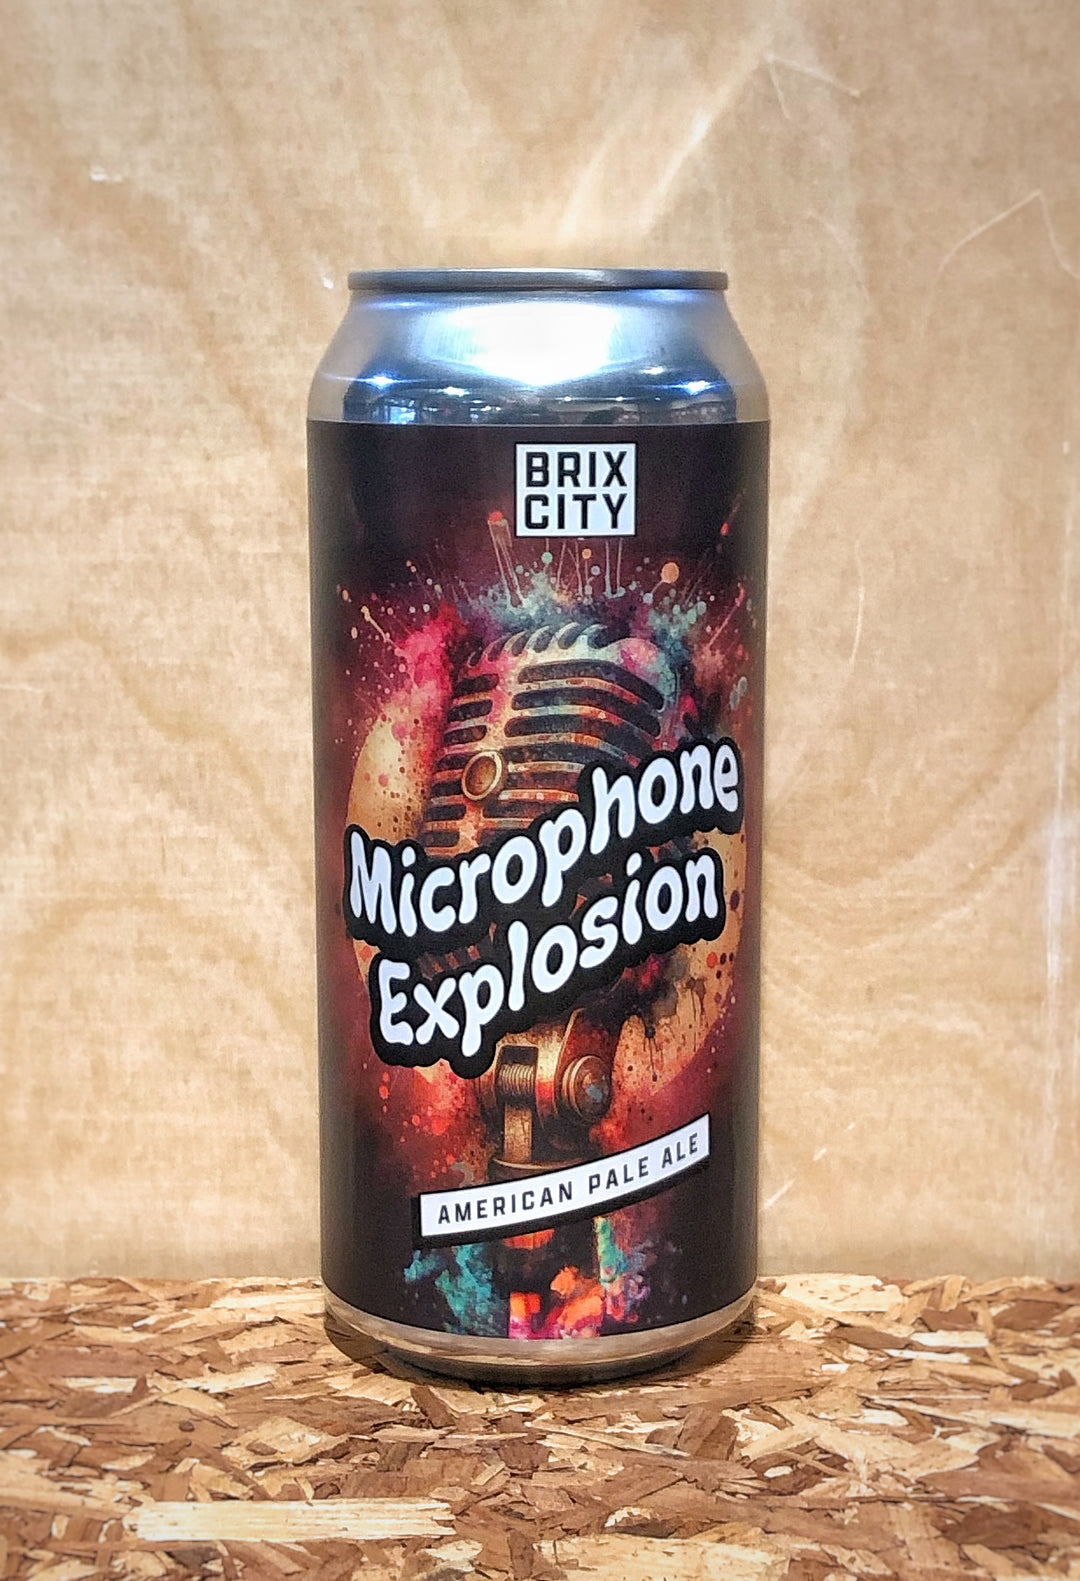 BRIX
CITY
Microphone
Explosion
AMERICAN PALE ALE